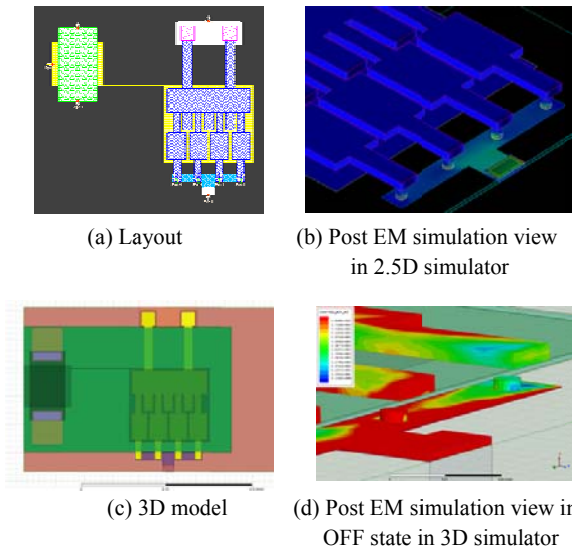 (a) Layout
(b) Post EM simulation view
in 2.5D simulator
(c) 3D model
(d) Post EM simulation view in
OFF state in 3D simulator